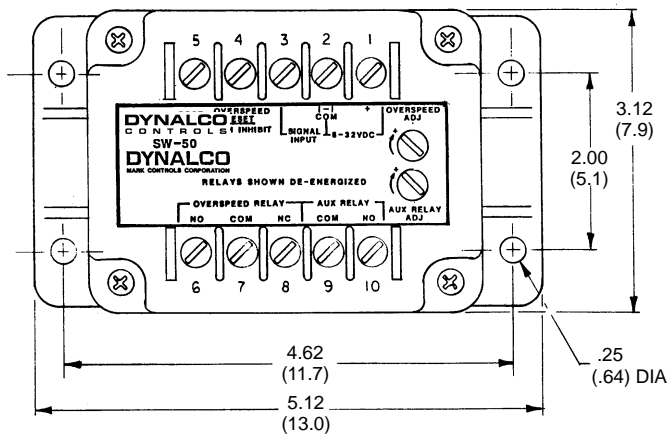 5 4 3 2 1
OVERSPEED (-) + OVERSPEED
DYNALCO COM ADJ
CONTROLS INHIBIT SIGNAL 8-32VDC
SW-50 INPUT
DYNALCO
MARK CONTROLS CORPORATION
RELAYS SHOWN DE-ENERGIZED
OVERSPEED RELAY AUX RELAY AUX RELAY
NO COM NC COM NO ADJ
6 7 8 9 10
3.12
(7.9)
2.00
(5.1)
4.62
(11.7)
5.12
(13.0)
.25
(.64) DIA